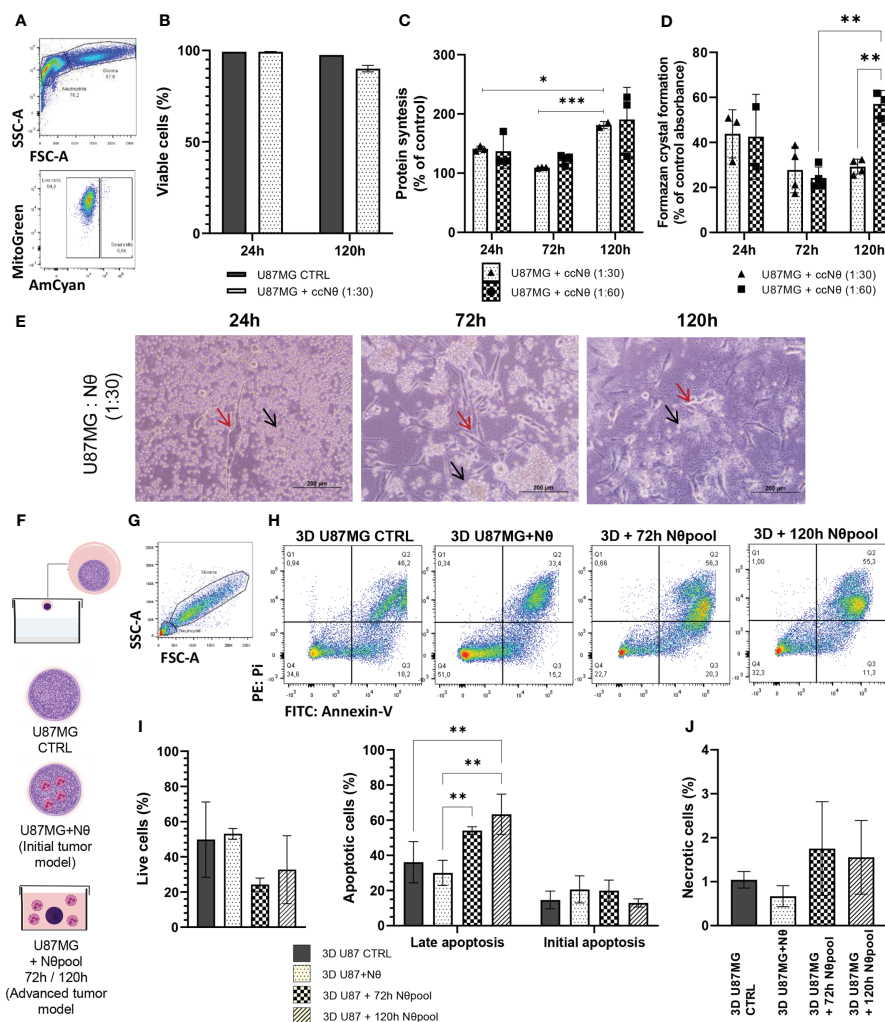 A
SSC-A
Glioma
Neutrophils
76,2
FSC-A
Live cells
99,3
Dead cells
0,64
MitoGreen
AmCyan
B
Viable cells (%)
100
50
0
24h
120h
U87MG CTRL
U87MG + ccNθ (1:30)
C
Protein syntesis
(% of control)
300
200
100
0
*
***
24h
72h
120h
U87MG + ccNθ (1:30)
U87MG + ccNθ (1:60)
D
Formazan crystal formation
(% of control absorbance)
80
60
40
20
0
**
**
24h
72h
120h
U87MG + ccNθ (1:30)
U87MG + ccNθ (1:60)
E
24h
72h
120h
U87MG : Nθ
(1:30)
200 µm
200 µm
200 µm
F
U87MG
CTRL
U87MG+Nθ
(Initial tumor
model)
U87MG
+ Nθpool
72h / 120h
(Advanced tumor
model
G
SSC-A
Glioma
Neutrophil
FSC-A
H
3D U87MG CTRL
3D U87MG+Nθ
3D + 72h Nθpool
3D + 120h Nθpool
Q1
0,94
Q2
46,2
Q4
34,6
Q3
18,2
Q1
0,34
Q2
33,4
Q4
51,0
Q3
15,2
Q1
0,66
Q2
56,3
Q4
22,7
Q3
20,3
Q1
1,00
Q2
55,3
Q4
32,3
Q3
11,3
PE: Pi
FITC: Annexin-V
I
Live cells (%)
100
80
60
40
20
0
Apoptotic cells (%)
100
80
60
40
20
0
**
**
**
Late apoptosis
Initial apoptosis
3D U87 CTRL
3D U87+Nθ
3D U87 + 72h Nθpool
3D U87 + 120h Nθpool
J
Necrotic cells (%)
4
3
2
1
0
3D U87MG
CTRL
3D U87MG+Nθ
3D U87MG
+ 72h Nθpool
3D U87MG
+ 120h Nθpool